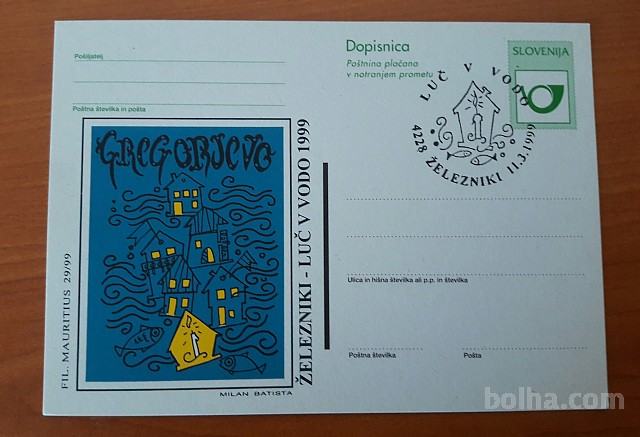 Pošiljatelj
Poštna številka in pošta
GREGORJEVO
ŽELEZNIKI - LUČ V VODO 1999
FIL. MAURITIUS 29/99
MILAN BATISTA
Dopisnica
Poštnina plačana
v notranjem prometu
SLOVENIJA
LUČ V VODO
4228 ŽELEZNIKI 11.3.1999
Ulica in hišna številka ali p.p. in številka
Poštna številka
Pošta
bolha.com